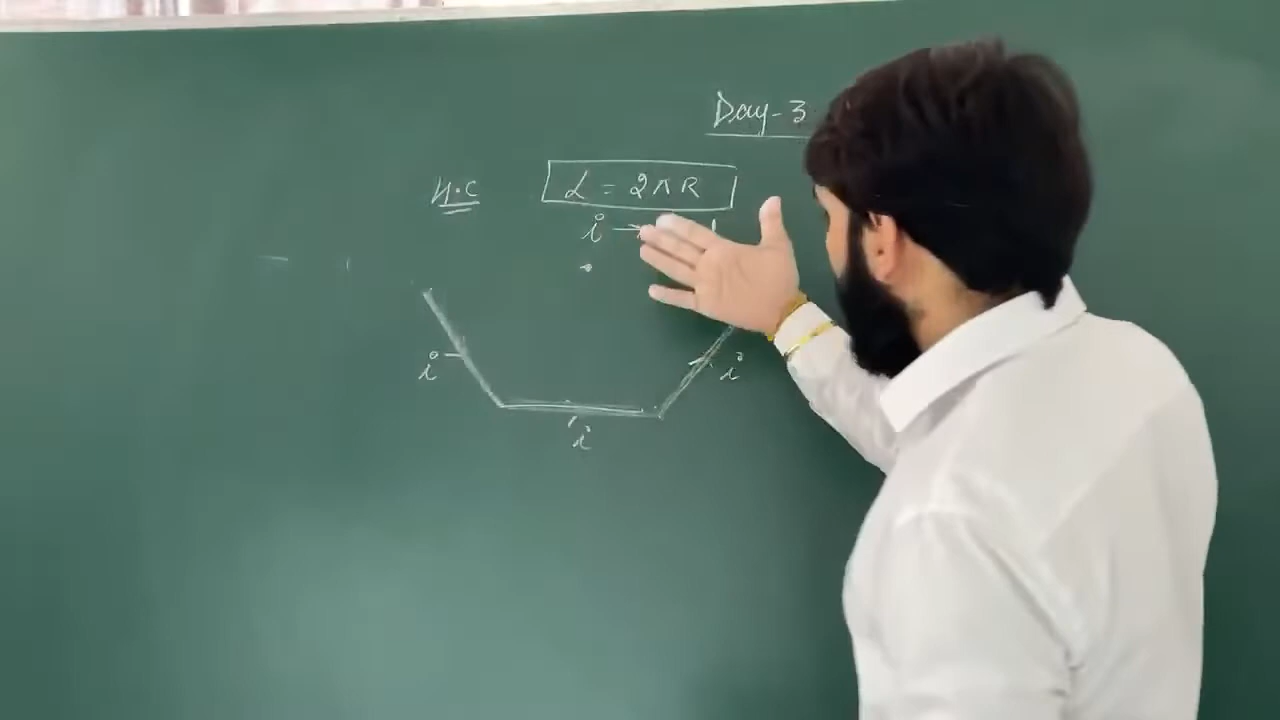 Day-3
H.C
L = 2πR
i →
i
i
i